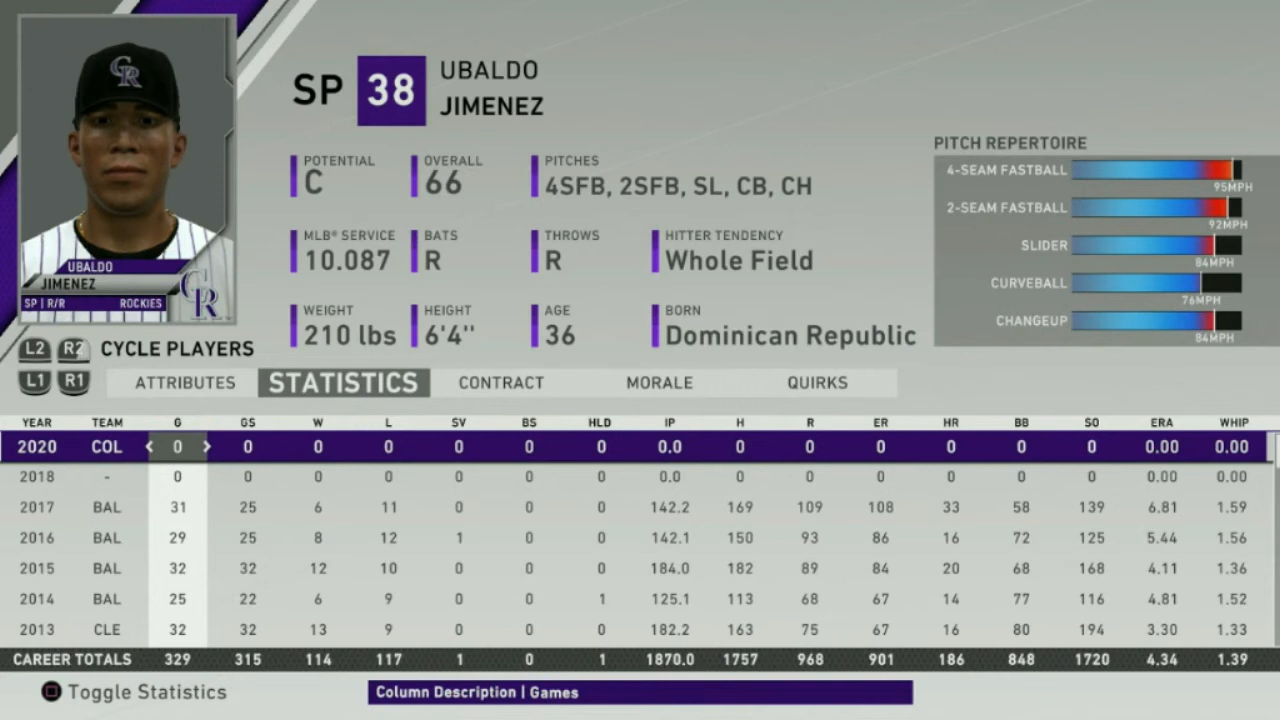 SP 38 UBALDO
JIMENEZ
POTENTIAL OVERALL PITCHES
C 66 4SFB, 2SFB, SL, CB, CH
MLB® SERVICE BATS THROWS HITTER TENDENCY
10.087 R R Whole Field
WEIGHT HEIGHT AGE BORN
210 lbs 6'4'' 36 Dominican Republic
PITCH REPERTOIRE
4-SEAM FASTBALL
95MPH
2-SEAM FASTBALL
92MPH
SLIDER
84MPH
CURVEBALL
76MPH
CHANGEUP
84MPH
CR
UBALDO
JIMENEZ
CR
SP | R/R ROCKIES
L2 R2 CYCLE PLAYERS
L1 R1 ATTRIBUTES STATISTICS CONTRACT MORALE QUIRKS
YEAR TEAM G GS W L SV BS HLD IP H R ER HR BB SO ERA WHIP
2020 COL 0 0 0 0 0 0 0 0.0 0 0 0 0 0 0 0.00 0.00
2018 - 0 0 0 0 0 0 0 0.0 0 0 0 0 0 0 0.00 0.00
2017 BAL 31 25 6 11 0 0 0 142.2 169 109 108 33 58 139 6.81 1.59
2016 BAL 29 25 8 12 1 0 0 142.1 150 93 86 16 72 125 5.44 1.56
2015 BAL 32 32 12 10 0 0 0 184.0 182 89 84 20 68 168 4.11 1.36
2014 BAL 25 22 6 9 0 0 1 125.1 113 68 67 14 77 116 4.81 1.52
2013 CLE 32 32 13 9 0 0 0 182.2 163 75 67 16 80 194 3.30 1.33
CAREER TOTALS 329 315 114 117 1 0 1 1870.0 1757 968 901 186 848 1720 4.34 1.39
Toggle Statistics
Column Description | Games